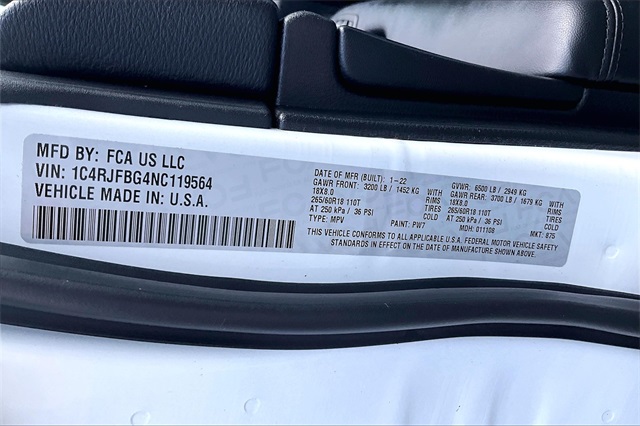 MFD BY: FCA US LLC
VIN: 1C4RJFBG4NC119564
VEHICLE MADE IN: U.S.A.
DATE OF MFR (BUILT): 1-22 GVWR: 6500 LB / 2949 KG
GAWR FRONT: 3200 LB / 1452 KG WITH GAWR REAR: 3700 LB / 1679 KG WITH
18X8.0 RIMS 18X8.0 RIMS
265/60R18 110T TIRES 265/60R18 110T TIRES
AT 250 kPa / 36 PSI COLD AT 250 kPa / 36 PSI COLD
TYPE: MPV PAINT: PW7 MDH: 011108 MKT: 875
THIS VEHICLE CONFORMS TO ALL APPLICABLE U.S.A. FEDERAL MOTOR VEHICLE SAFETY
STANDARDS IN EFFECT ON THE DATE OF MANUFACTURE SHOWN ABOVE.